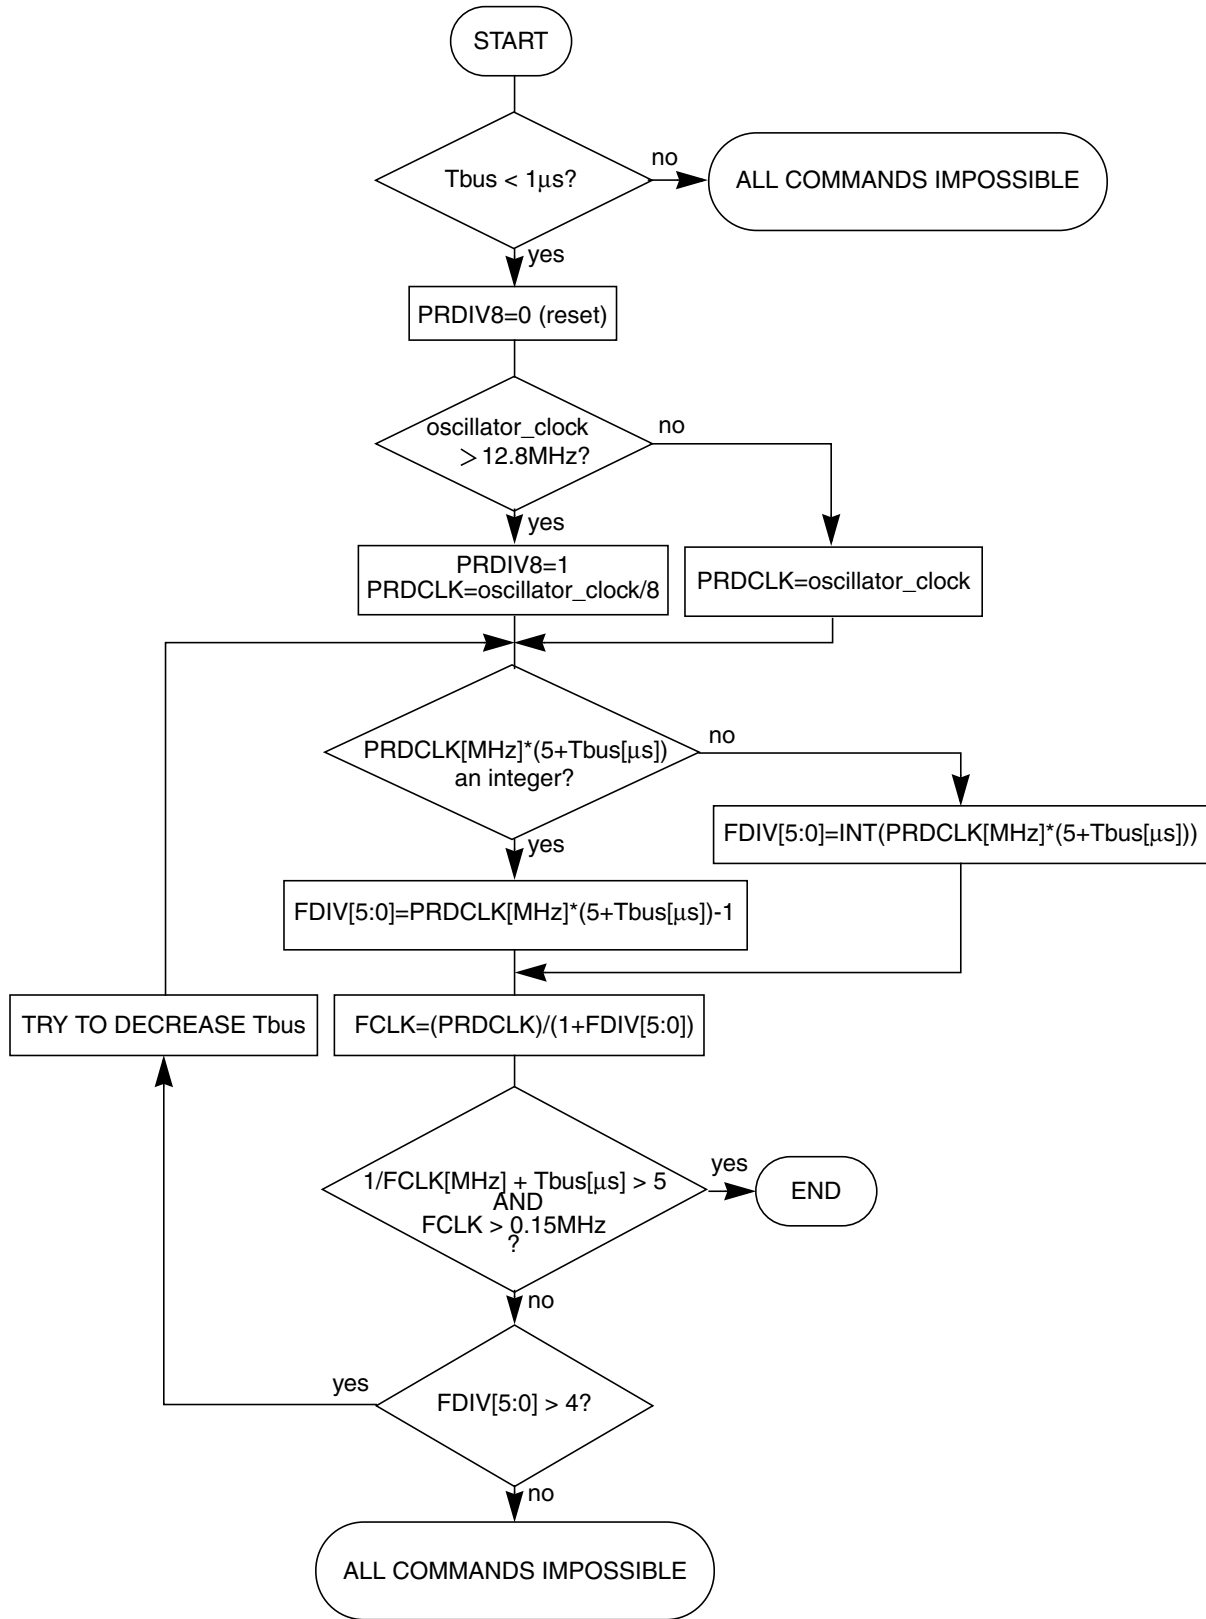 START
Tbus < 1μs?
no
ALL COMMANDS IMPOSSIBLE
yes
PRDIV8=0 (reset)
oscillator_clock
> 12.8MHz?
no
yes
PRDIV8=1
PRDCLK=oscillator_clock/8
PRDCLK=oscillator_clock
PRDCLK[MHz]*(5+Tbus[μs])
an integer?
no
yes
FDIV[5:0]=INT(PRDCLK[MHz]*(5+Tbus[μs]))
FDIV[5:0]=PRDCLK[MHz]*(5+Tbus[μs])-1
TRY TO DECREASE Tbus
FCLK=(PRDCLK)/(1+FDIV[5:0])
1/FCLK[MHz] + Tbus[μs] > 5
AND
FCLK > 0.15MHz
?
yes
END
no
yes
FDIV[5:0] > 4?
no
ALL COMMANDS IMPOSSIBLE